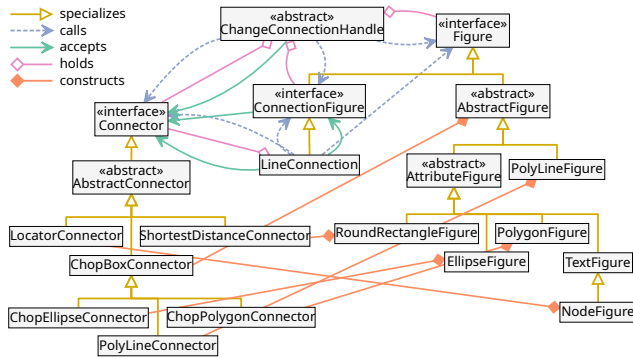 specializes
calls
accepts
holds
constructs
«abstract»
ChangeConnectionHandle
«interface»
Figure
«interface»
Connector
«interface»
ConnectionFigure
«abstract»
AbstractFigure
LineConnection
«abstract»
AbstractConnector
«abstract»
AttributeFigure
PolyLineFigure
LocatorConnector
ShortestDistanceConnector
RoundRectangleFigure
PolygonFigure
ChopBoxConnector
EllipseFigure
TextFigure
ChopEllipseConnector
ChopPolygonConnector
NodeFigure
PolyLineConnector